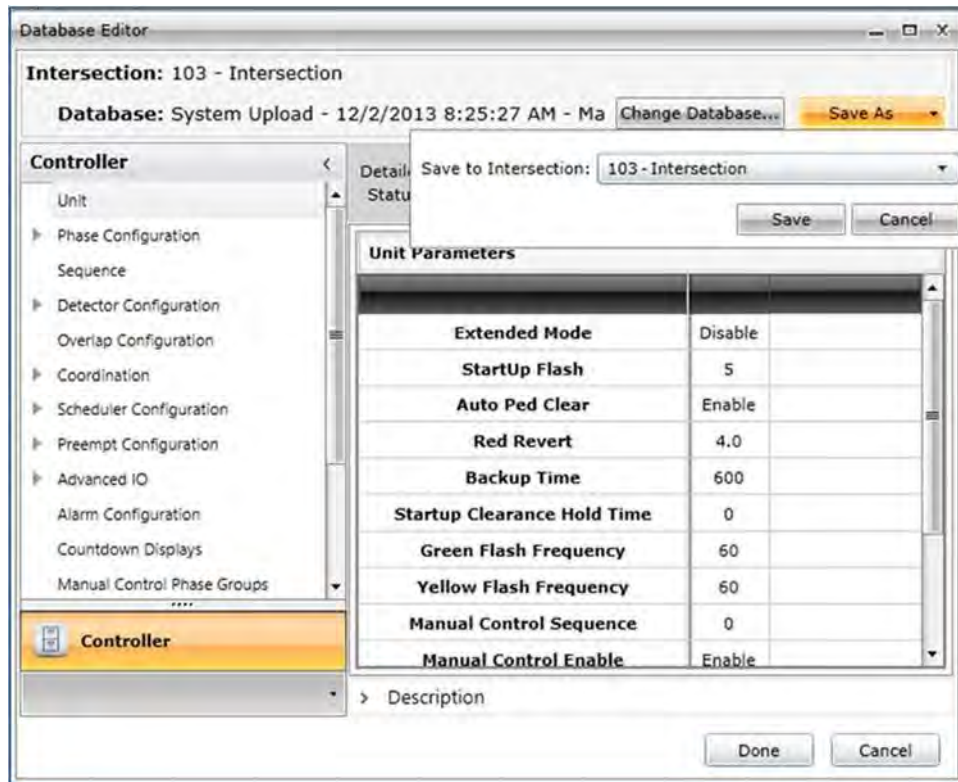 Database Editor
Intersection: 103 - Intersection
Database: System Upload - 12/2/2013 8:25:27 AM - Ma Change Database... Save As
Save to Intersection: 103 - Intersection
Save Cancel
Controller
Unit
Phase Configuration
Sequence
Detector Configuration
Overlap Configuration
Coordination
Scheduler Configuration
Preempt Configuration
Advanced IO
Alarm Configuration
Countdown Displays
Manual Control Phase Groups
Controller
Detail
Statu
Unit Parameters
Extended Mode Disable
StartUp Flash 5
Auto Ped Clear Enable
Red Revert 4.0
Backup Time 600
Startup Clearance Hold Time 0
Green Flash Frequency 60
Yellow Flash Frequency 60
Manual Control Sequence 0
Manual Control Enable Enable
Description
Done Cancel